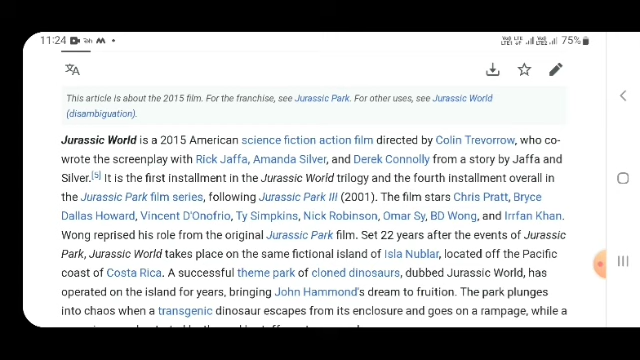 11:24
75%
This article is about the 2015 film. For the franchise, see Jurassic Park. For other uses, see Jurassic World
(disambiguation).
Jurassic World is a 2015 American science fiction action film directed by Colin Trevorrow, who co-
wrote the screenplay with Rick Jaffa, Amanda Silver, and Derek Connolly from a story by Jaffa and
Silver.[5] It is the first installment in the Jurassic World trilogy and the fourth installment overall in
the Jurassic Park film series, following Jurassic Park III (2001). The film stars Chris Pratt, Bryce
Dallas Howard, Vincent D'Onofrio, Ty Simpkins, Nick Robinson, Omar Sy, BD Wong, and Irrfan Khan.
Wong reprised his role from the original Jurassic Park film. Set 22 years after the events of Jurassic
Park, Jurassic World takes place on the same fictional island of Isla Nublar, located off the Pacific
coast of Costa Rica. A successful theme park of cloned dinosaurs, dubbed Jurassic World, has
operated on the island for years, bringing John Hammond's dream to fruition. The park plunges
into chaos when a transgenic dinosaur escapes from its enclosure and goes on a rampage, while a